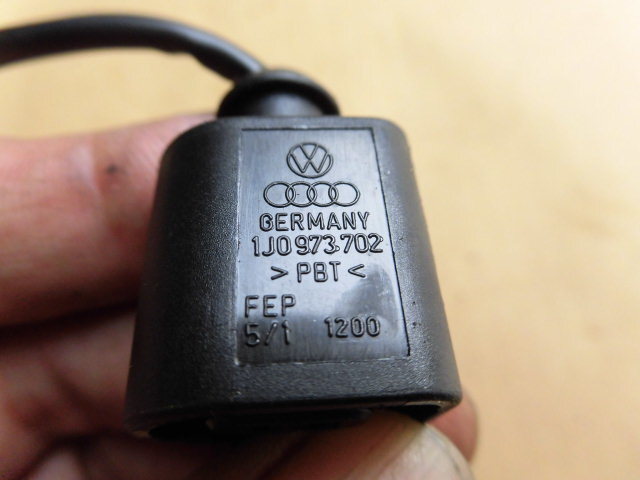 GERMANY
1J0 973 702
> PBT <
FEP
5/1 1200